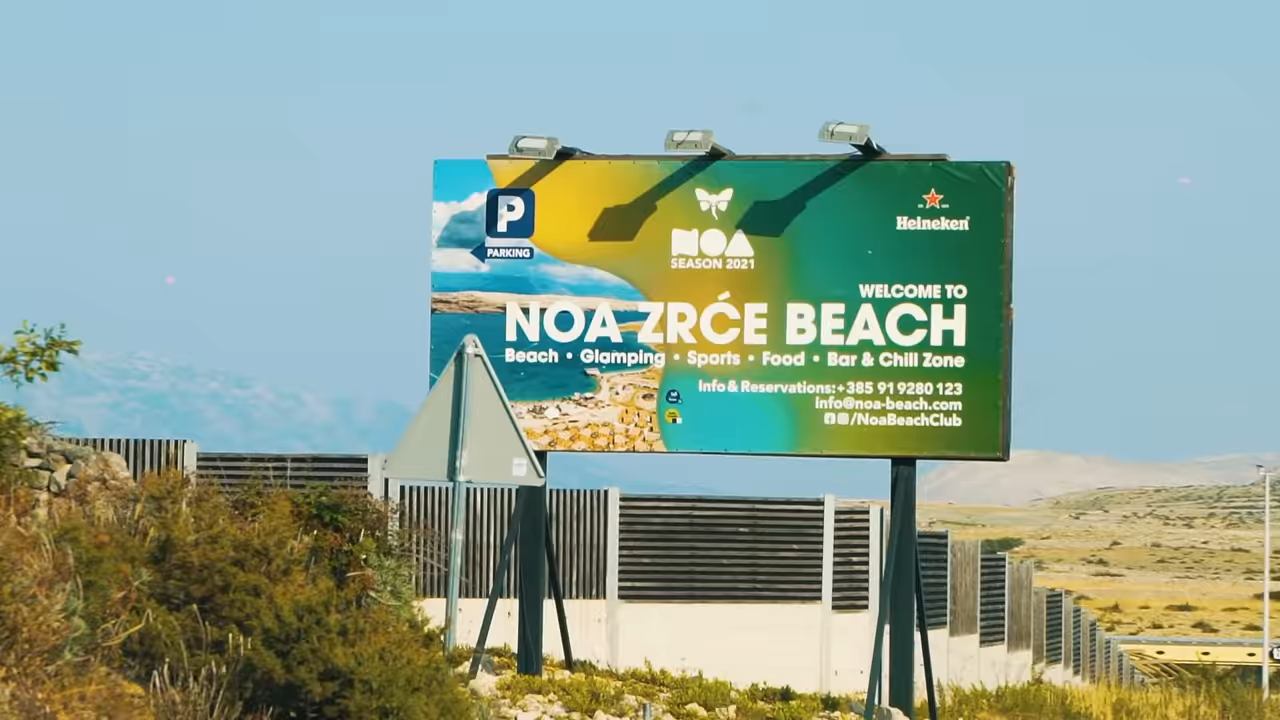 P
PARKING
NOA
SEASON 2021
Heineken
WELCOME TO
NOA ZRĆE BEACH
Beach • Glamping • Sports • Food • Bar & Chill Zone
Info & Reservations:+385 91 9280 123
info@noa-beach.com
/NoaBeachClub